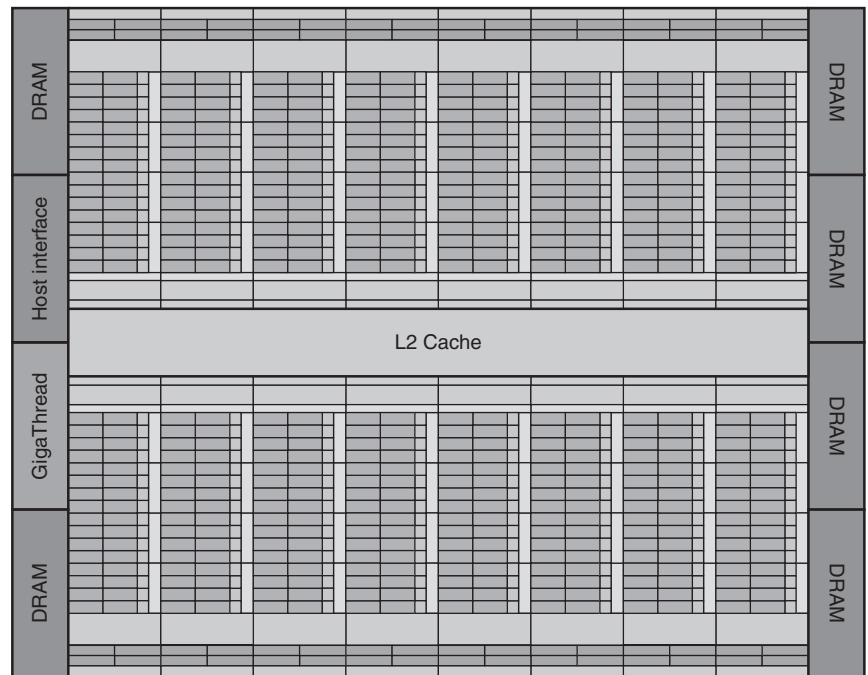 DRAM
Host interface
GigaThread
DRAM
L2 Cache
DRAM
DRAM
DRAM
DRAM